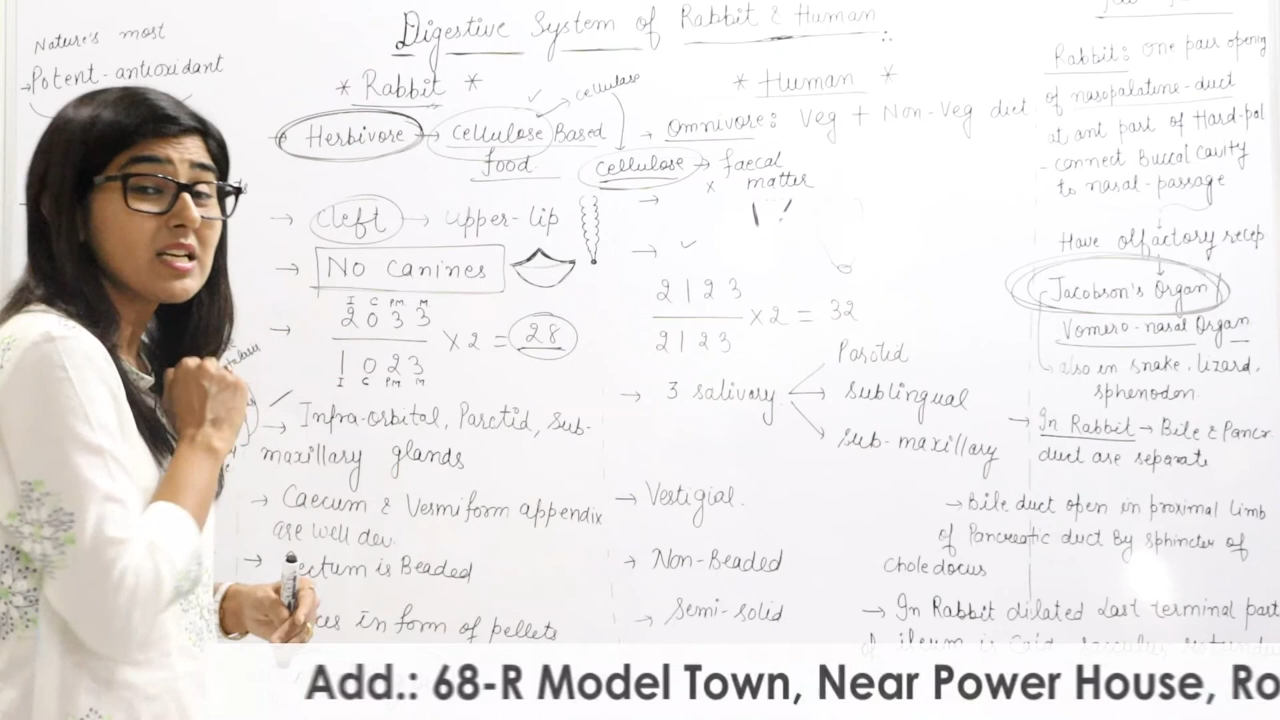 Digestive System of Rabbit & Human
Nature's most
Potent-antioxidant
* Rabbit *
Herbivore → cellulose Based
food
cellulase
cellulose → faecal
x matter
→ cleft → upper-lip
→ No canines
I C PM M
2 0 3 3
→ × 2 = 28
1 0 2 3
I C PM M
→ Infra-orbital, Parotid, Sub-
maxillary glands
→ Caecum & Vermiform appendix
are well dev.
→ ectum is Beaded
ces in form of pellets
* Human *
→ Omnivore: Veg + Non-Veg diet
→
→ ✓
2 1 2 3
× 2 = 32
2 1 2 3
→ 3 salivary
Parotid
→ sublingual
sub-maxillary
→ Vestigial.
→ Non-Beaded
→ Semi-solid
Rabbit: one pair opening
of nasopalatine-duct
at ant part of Hard-pal
- connect Buccal cavity
to nasal-passage
Have olfactory recep
Jacobson's Organ
Vomero-nasal Organ
also in snake, lizard,
sphenodon.
→ In Rabbit → Bile & Pancr.
duct are separate
→ Bile duct open in proximal limb
of Pancreatic duct By sphincter of
choledocus
→ In Rabbit dilated last terminal part
of ileum is
Add.: 68-R Model Town, Near Power House, Ro